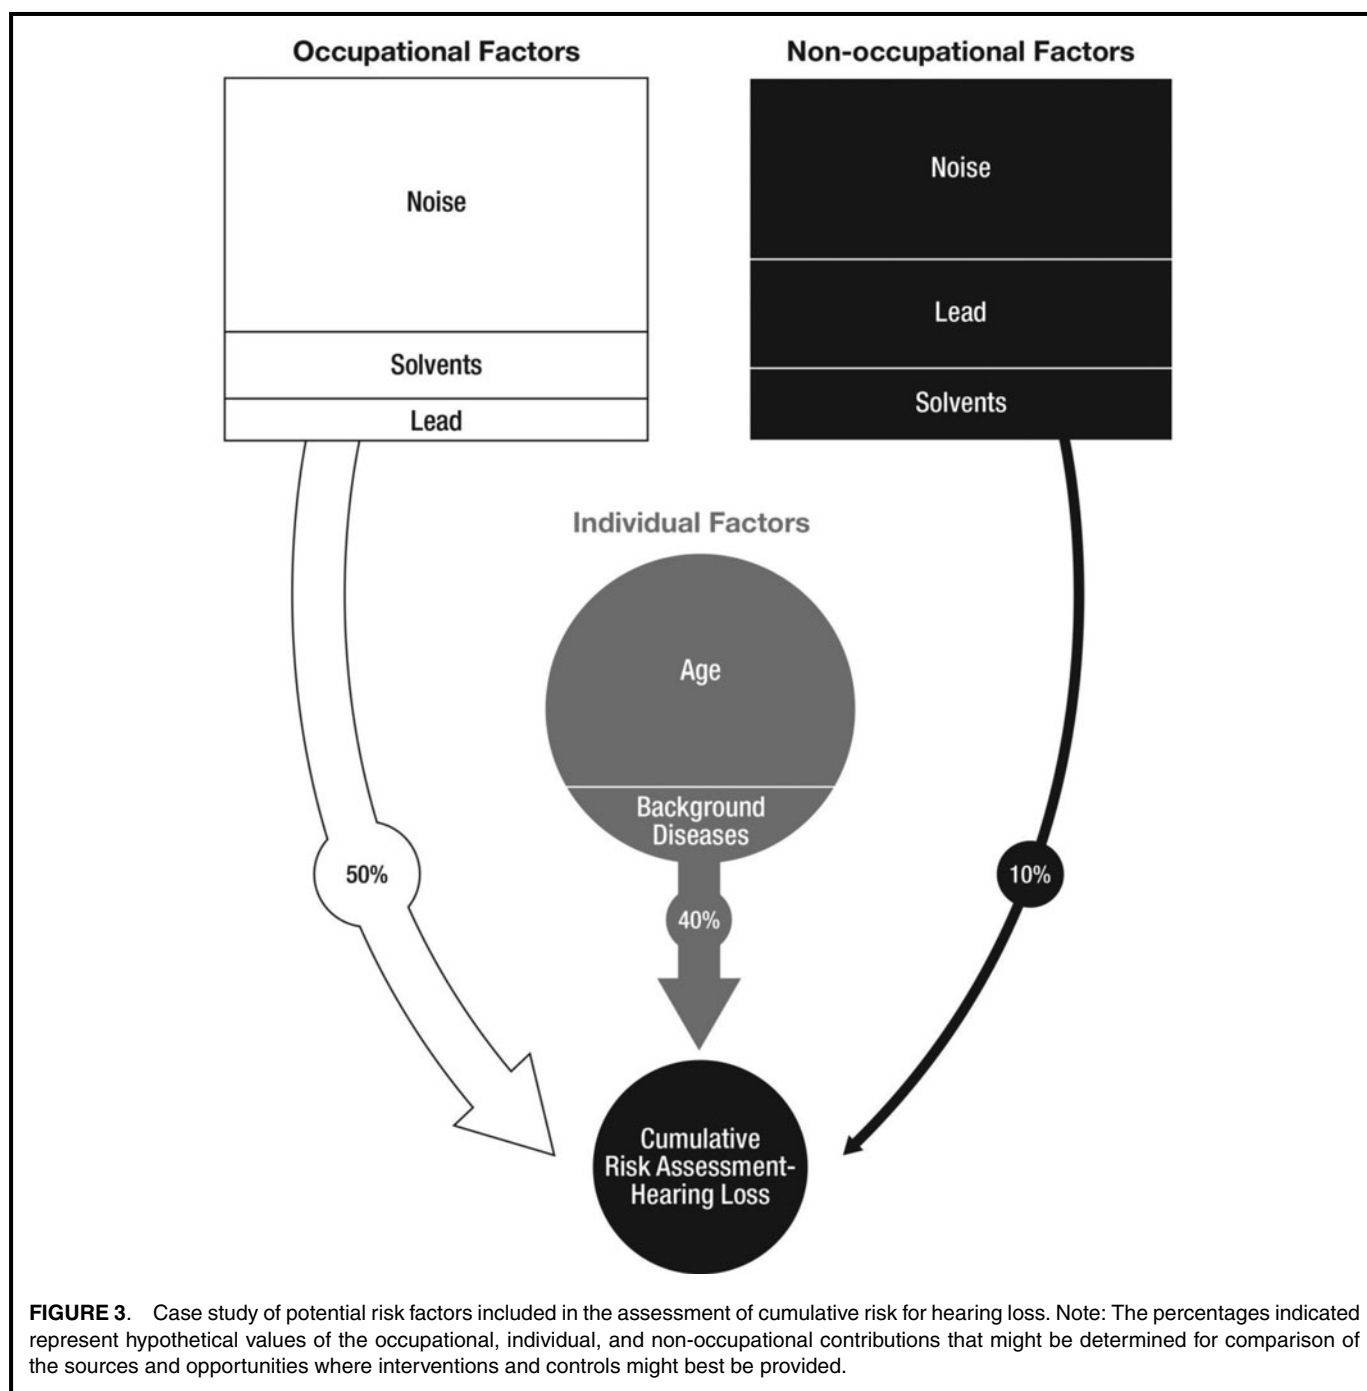 Occupational Factors
Noise
Solvents
Lead
Non-occupational Factors
Noise
Lead
Solvents
Individual Factors
Age
Background
Diseases
50%
40%
10%
Cumulative
Risk Assessment-
Hearing Loss
FIGURE 3. Case study of potential risk factors included in the assessment of cumulative risk for hearing loss. Note: The percentages indicated
represent hypothetical values of the occupational, individual, and non-occupational contributions that might be determined for comparison of
the sources and opportunities where interventions and controls might best be provided.